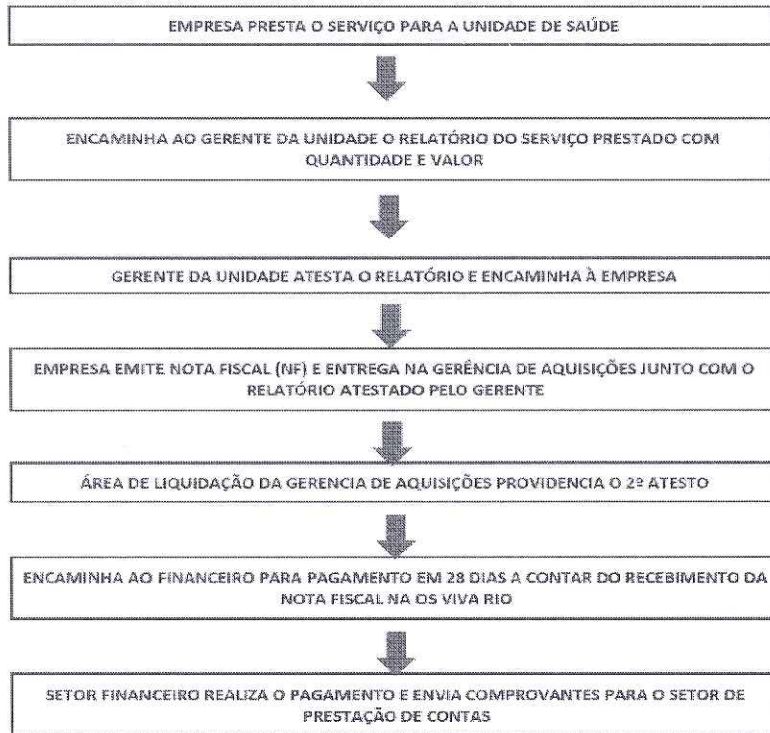 EMPRESA PRESTA O SERVIÇO PARA A UNIDADE DE SAÚDE
ENCAMINHA AO GERENTE DA UNIDADE O RELATÓRIO DO SERVIÇO PRESTADO COM
QUANTIDADE E VALOR
GERENTE DA UNIDADE ATESTA O RELATÓRIO E ENCAMINHA À EMPRESA
EMPRESA EMITE NOTA FISCAL (NF) E ENTREGA NA GERÊNCIA DE AQUISIÇÕES JUNTO COM O
RELATÓRIO ATESTADO PELO GERENTE
ÁREA DE LIQUIDAÇÃO DA GERENCIA DE AQUISIÇÕES PROVIDENCIA O 2º ATESTO
ENCAMINHA AO FINANCEIRO PARA PAGAMENTO EM 28 DIAS A CONTAR DO RECEBIMENTO DA
NOTA FISCAL NA OS VIVA RIO
SETOR FINANCEIRO REALIZA O PAGAMENTO E ENVIA COMPROVANTES PARA O SETOR DE
PRESTAÇÃO DE CONTAS